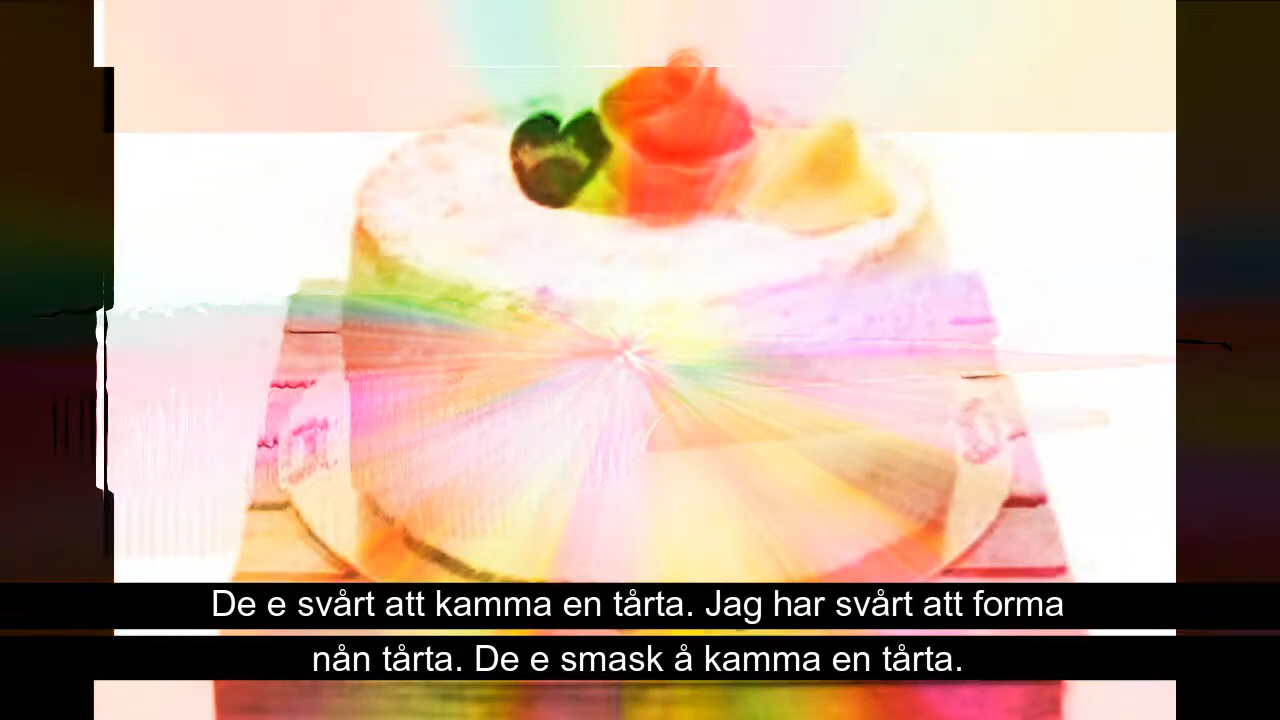 De e svårt att kamma en tårta. Jag har svårt att forma
nån tårta. De e smask å kamma en tårta.